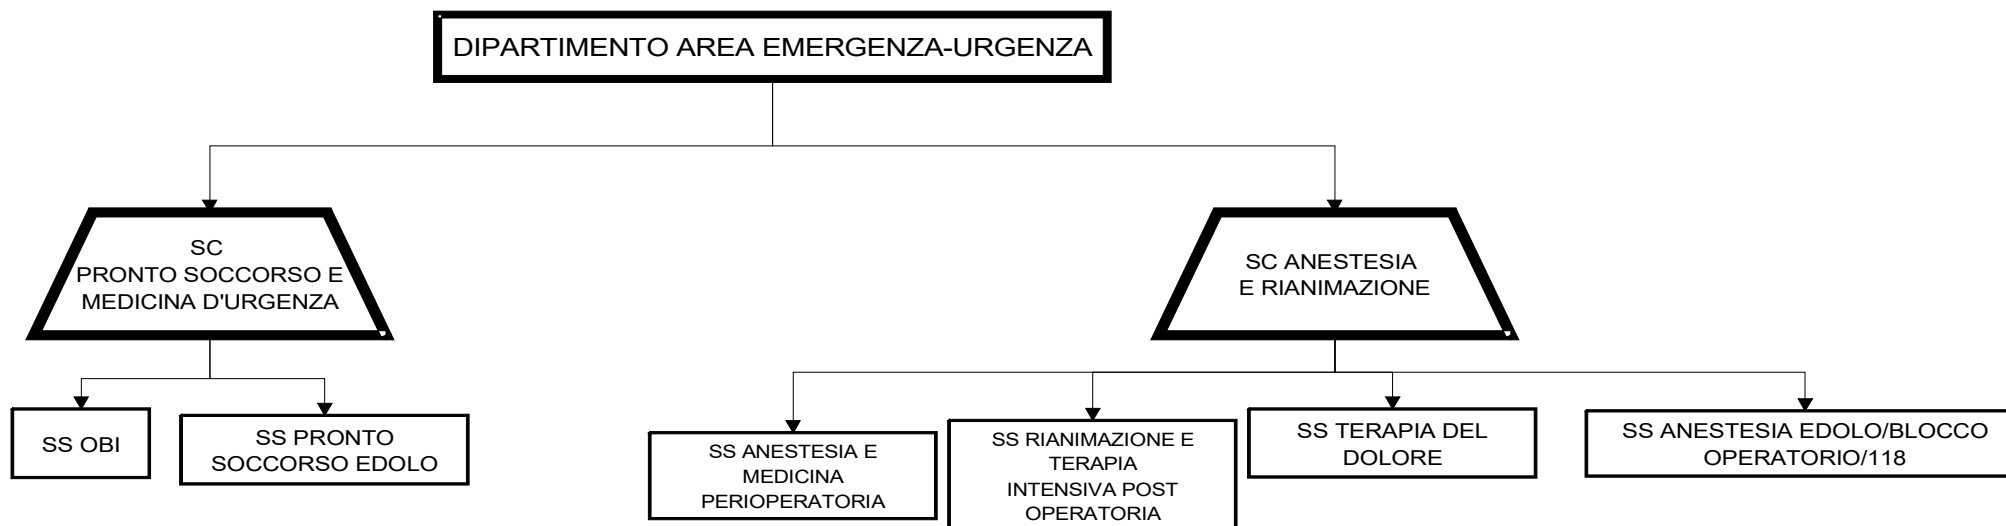 DIPARTIMENTO AREA EMERGENZA-URGENZA
SC
PRONTO SOCCORSO E
MEDICINA D'URGENZA
SC ANESTESIA
E RIANIMAZIONE
SS OBI
SS PRONTO
SOCCORSO EDOLO
SS ANESTESIA E
MEDICINA
PERIOPERATORIA
SS RIANIMAZIONE E
TERAPIA
INTENSIVA POST
OPERATORIA
SS TERAPIA DEL
DOLORE
SS ANESTESIA EDOLO/BLOCCO
OPERATORIO/118